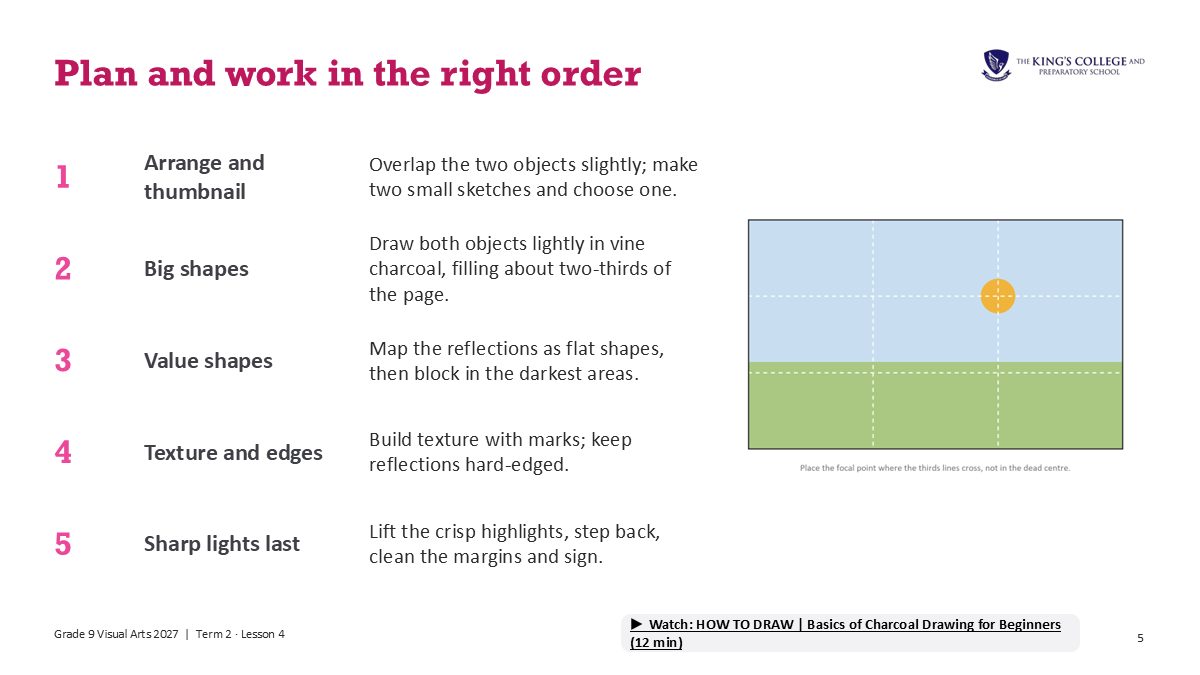 Plan and work in the right order
THE KING'S COLLEGE AND
PREPARATORY SCHOOL
1
Arrange and
thumbnail
Overlap the two objects slightly; make
two small sketches and choose one.
2
Big shapes
Draw both objects lightly in vine
charcoal, filling about two-thirds of
the page.
3
Value shapes
Map the reflections as flat shapes,
then block in the darkest areas.
4
Texture and edges
Build texture with marks; keep
reflections hard-edged.
5
Sharp lights last
Lift the crisp highlights, step back,
clean the margins and sign.
Place the focal point where the thirds lines cross, not in the dead centre.
Grade 9 Visual Arts 2027 | Term 2 · Lesson 4
▶ Watch: HOW TO DRAW | Basics of Charcoal Drawing for Beginners
(12 min)
5